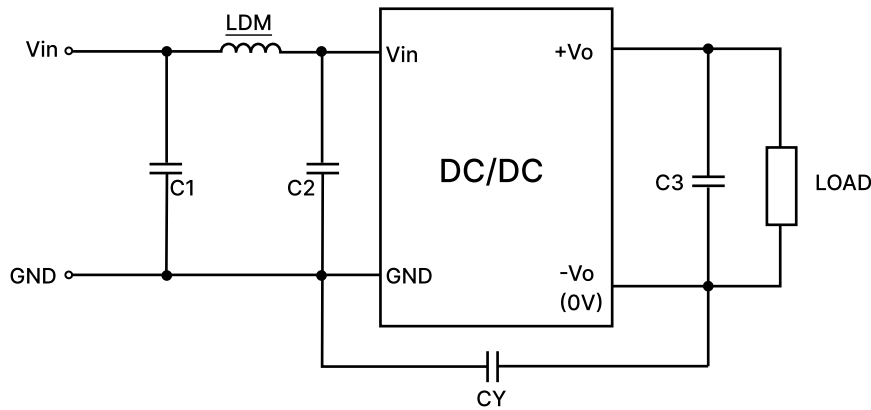 LDM
Vin
Vin
+Vo
DC/DC
C1
C2
C3
LOAD
GND
GND
-Vo
(0V)
CY